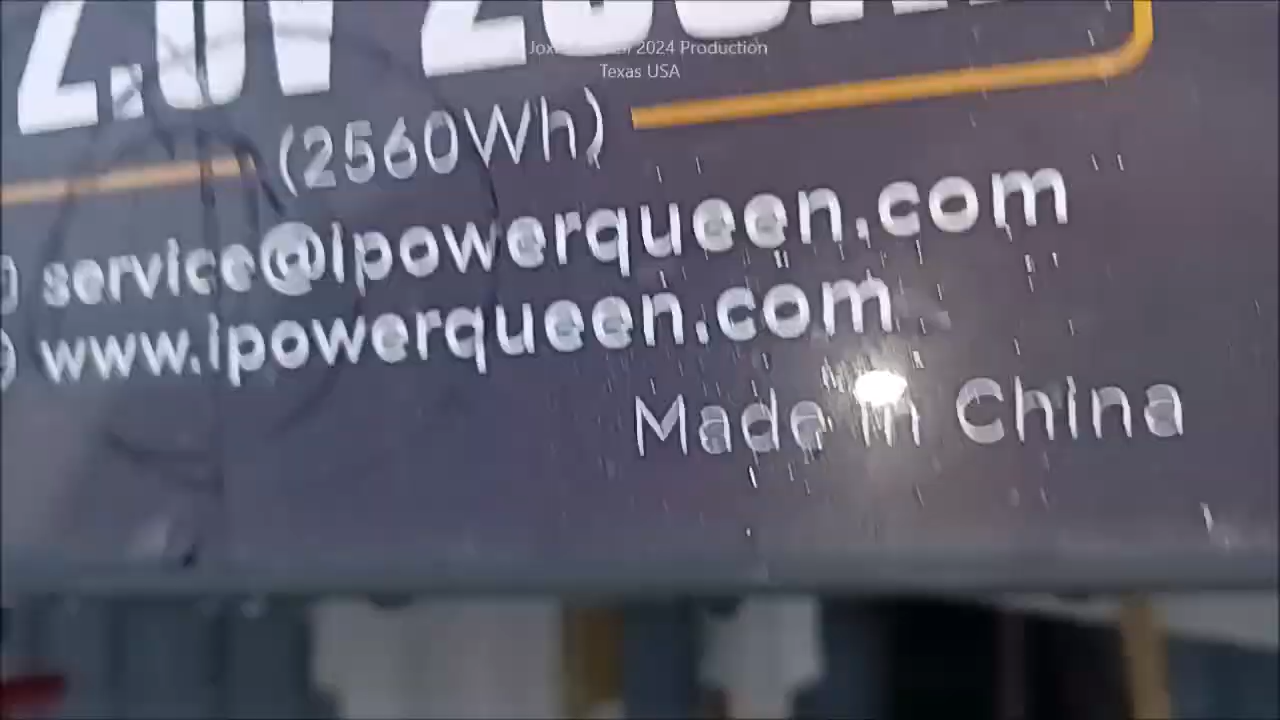 2024 Production
Texas USA
(2560Wh)
service@ipowerqueen.com
www.ipowerqueen.com
Made in China